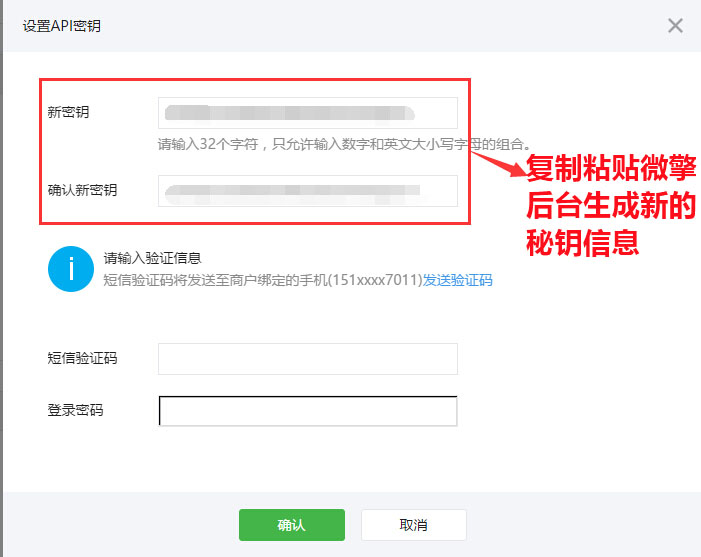 设置API密钥
新密钥
请输入32个字符，只允许输入数字和英文大小写字母的组合。
确认新密钥
复制粘贴微擎
后台生成新的
秘钥信息
请输入验证信息
短信验证码将发送至商户绑定的手机(151xxxx7011)发送验证码
短信验证码
登录密码
确认
取消